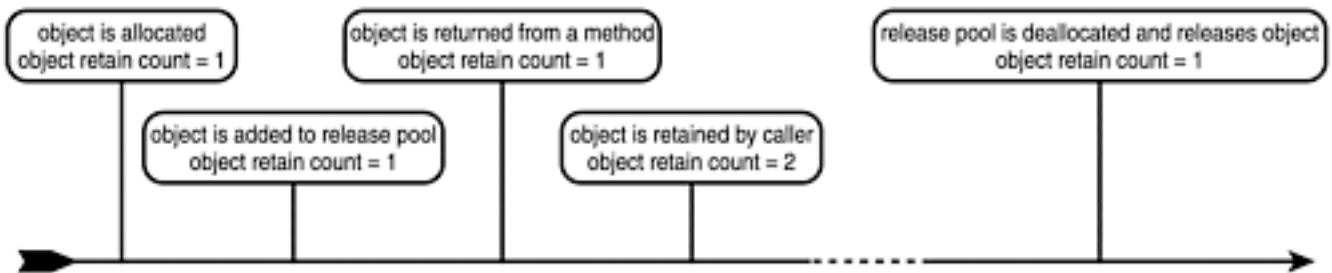 object is allocated
object retain count = 1
object is added to release pool
object retain count = 1
object is returned from a method
object retain count = 1
object is retained by caller
object retain count = 2
release pool is deallocated and releases object
object retain count = 1